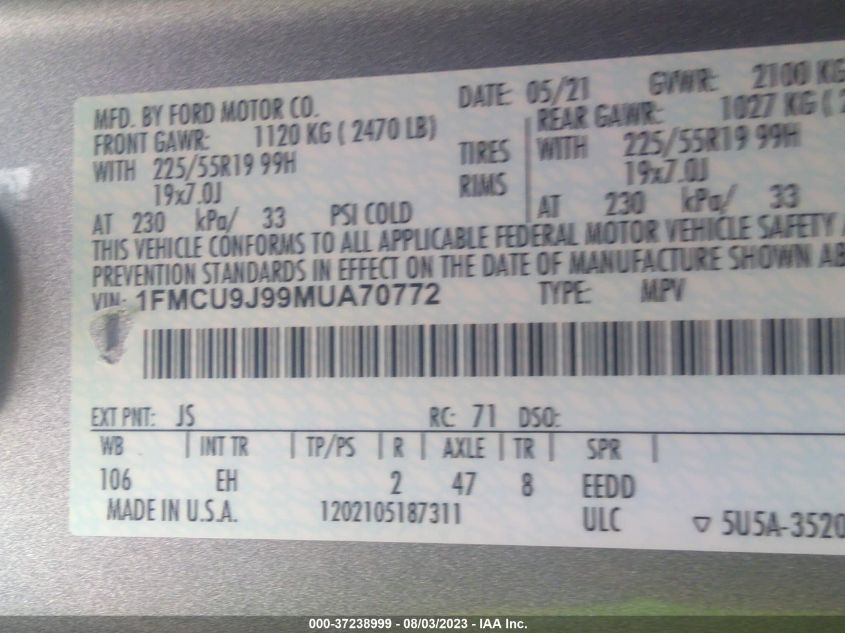 MFD. BY FORD MOTOR CO. DATE: 05/21 GVWR: 2100 KG
FRONT GAWR: 1120 KG ( 2470 LB) REAR GAWR: 1027 KG ( 2
WITH 225/55R19 99H TIRES WITH 225/55R19 99H
19x7.0J RIMS 19x7.0J
AT 230 kPa/ 33 PSI COLD AT 230 kPa/ 33
THIS VEHICLE CONFORMS TO ALL APPLICABLE FEDERAL MOTOR VEHICLE SAFETY
PREVENTION STANDARDS IN EFFECT ON THE DATE OF MANUFACTURE SHOWN AB
VIN: 1FMCU9J99MUA70772 TYPE: MPV
EXT PNT: JS RC: 71 DSO:
WB INT TR TP/PS R AXLE TR SPR
106 EH 2 47 8 EEDD
MADE IN U.S.A. 1202105187311 ULC 5U5A-3520
000-37238999 - 08/03/2023 - IAA Inc.